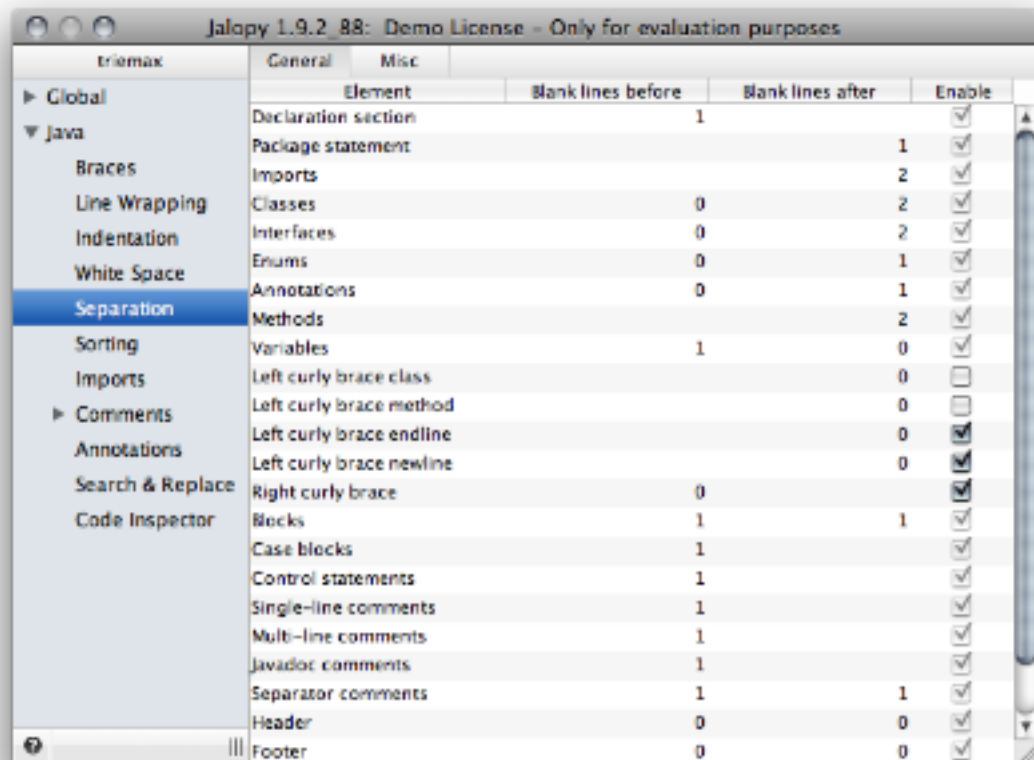 Jalopy 1.9.2_88: Demo License – Only for evaluation purposes
triemax
General Misc
Element Blank lines before Blank lines after Enable
Global
Java
Braces
Line Wrapping
Indentation
White Space
Separation
Sorting
Imports
Comments
Annotations
Search & Replace
Code Inspector
Declaration section 1
Package statement 1
Imports 2
Classes 0 2
Interfaces 0 2
Enums 0 1
Annotations 0 1
Methods 2
Variables 1 0
Left curly brace class 0
Left curly brace method 0
Left curly brace endline 0
Left curly brace newline 0
Right curly brace 0
Blocks 1 1
Case blocks 1
Control statements 1
Single-line comments 1
Multi-line comments 1
Javadoc comments 1
Separator comments 1 1
Header 0 0
Footer 0 0
?